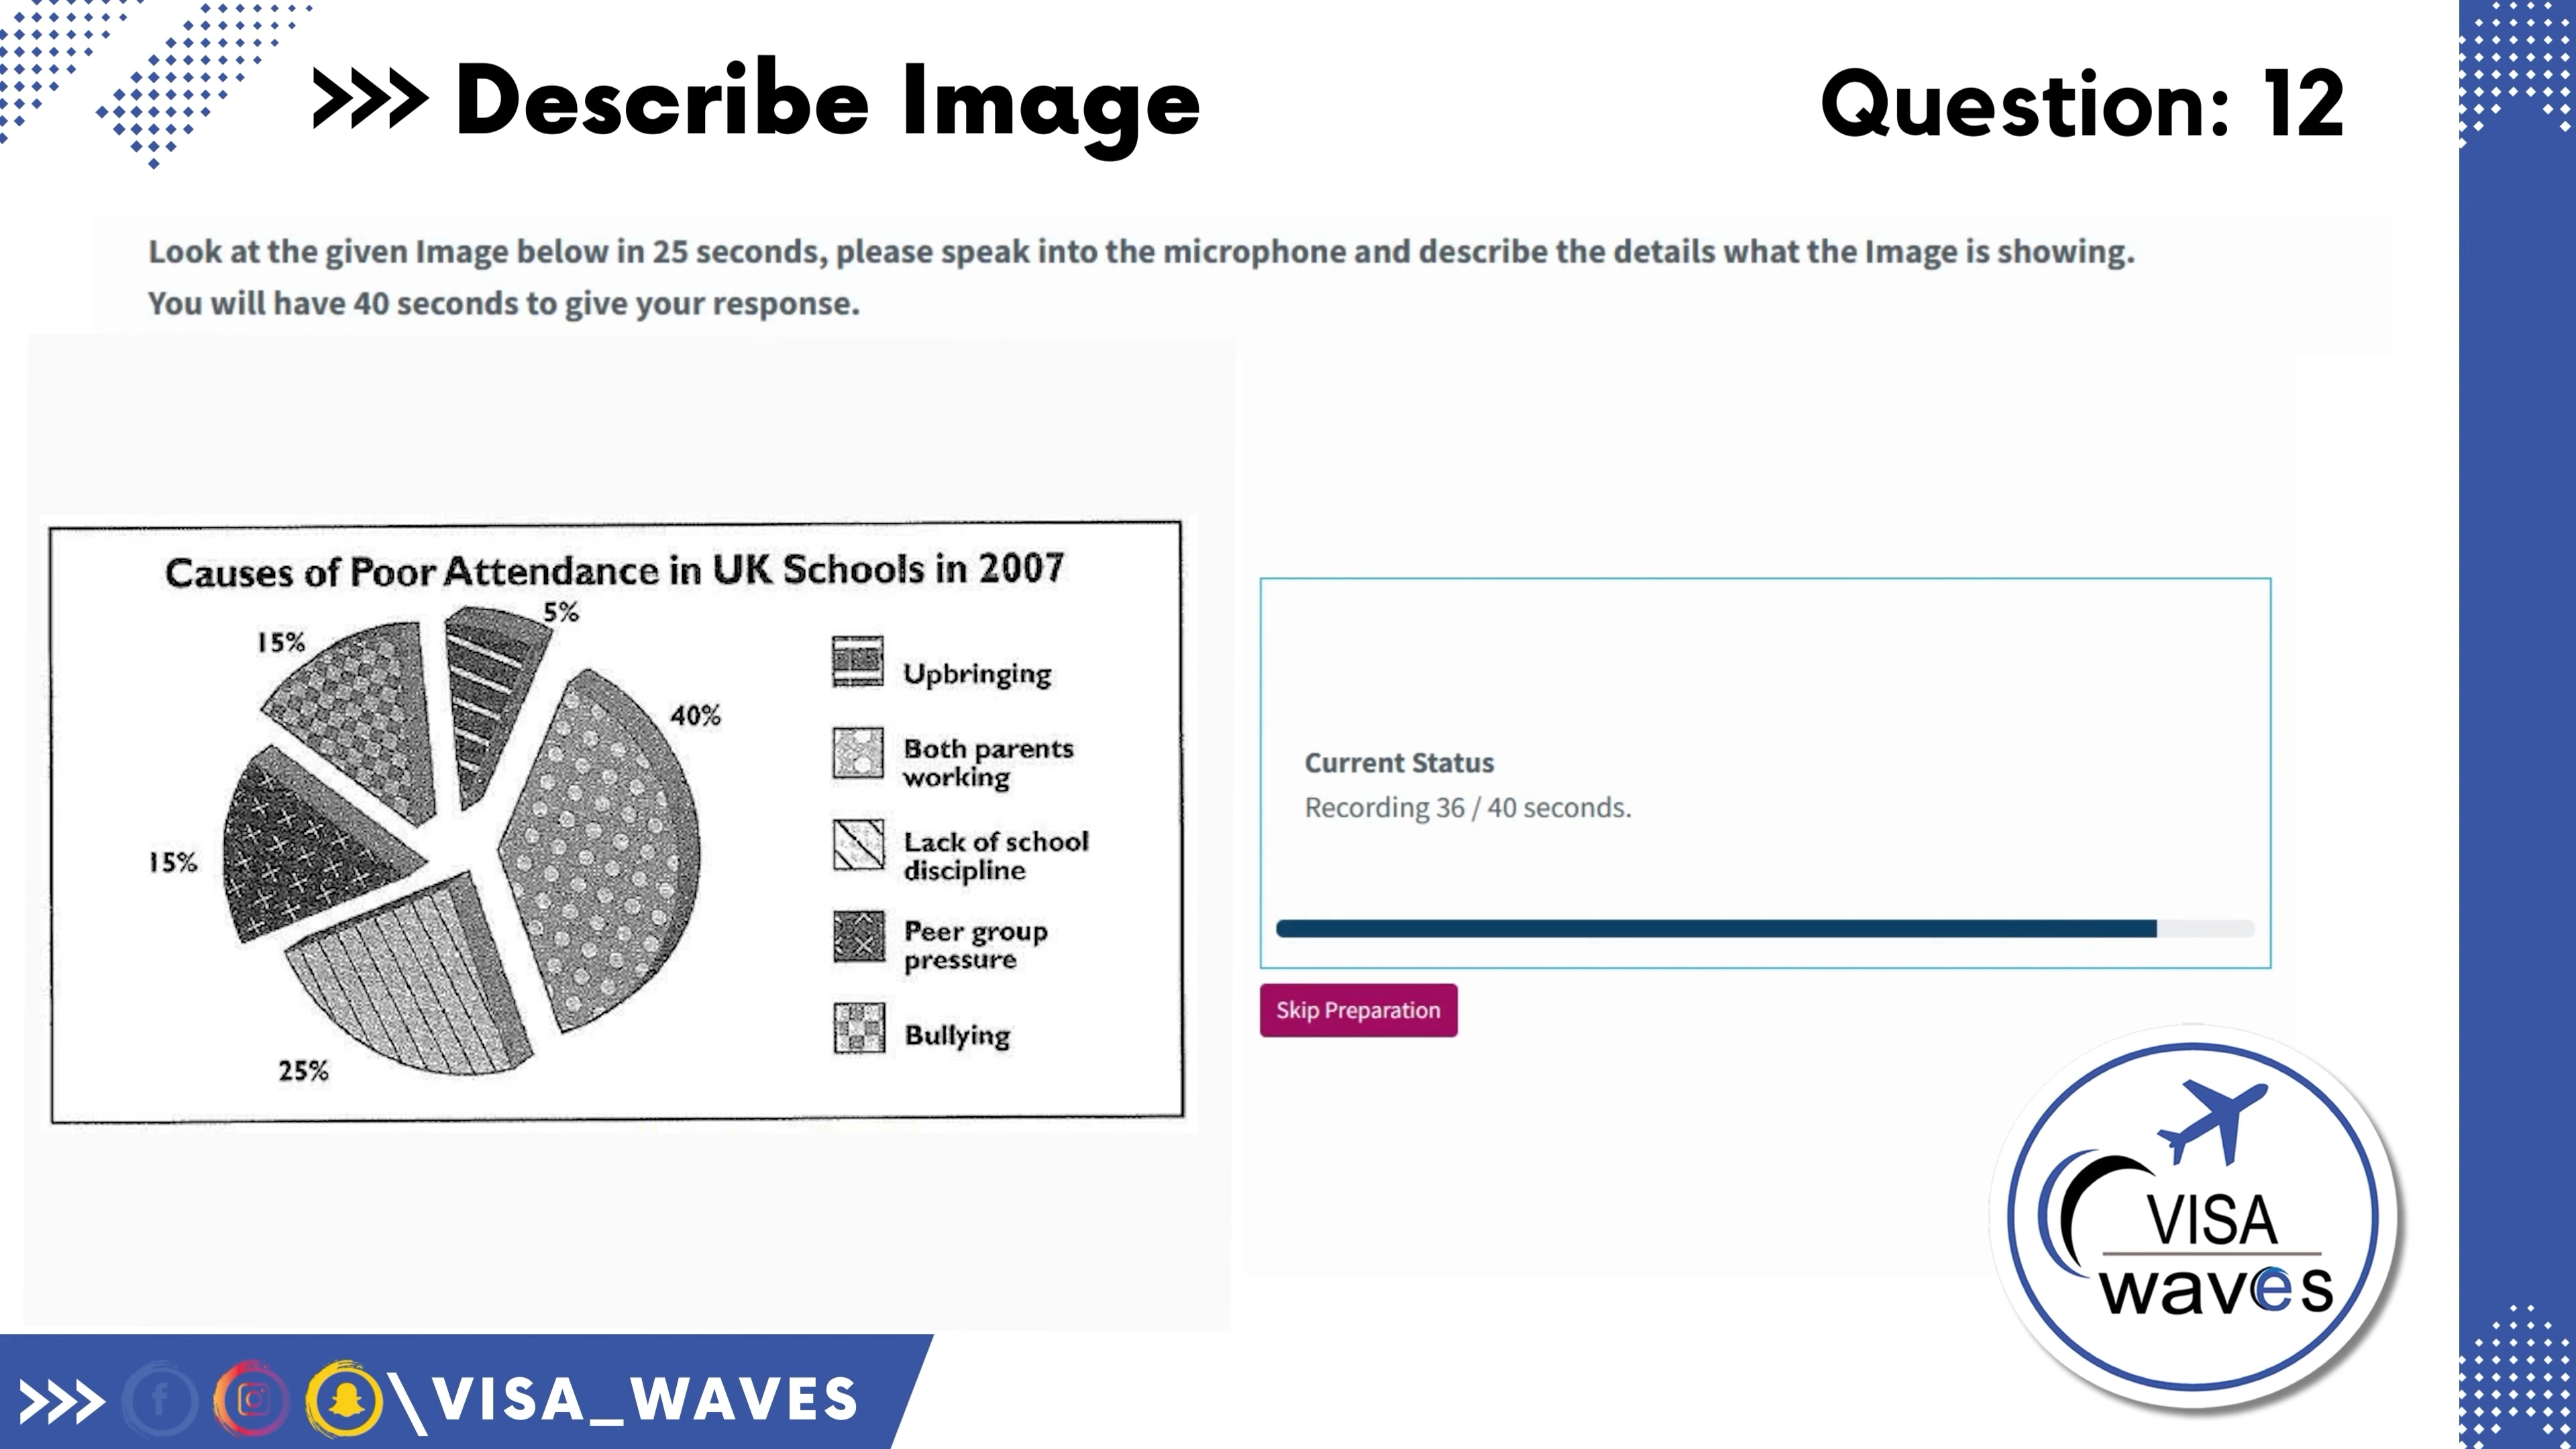 >>> Describe Image
Question: 12
Look at the given Image below in 25 seconds, please speak into the microphone and describe the details what the Image is showing.
You will have 40 seconds to give your response.
Causes of Poor Attendance in UK Schools in 2007
5%
15%
40%
15%
25%
Upbringing
Both parents
working
Lack of school
discipline
Peer group
pressure
Bullying
Current Status
Recording 36 / 40 seconds.
Skip Preparation
VISA
waves
>>> \VISA_WAVES